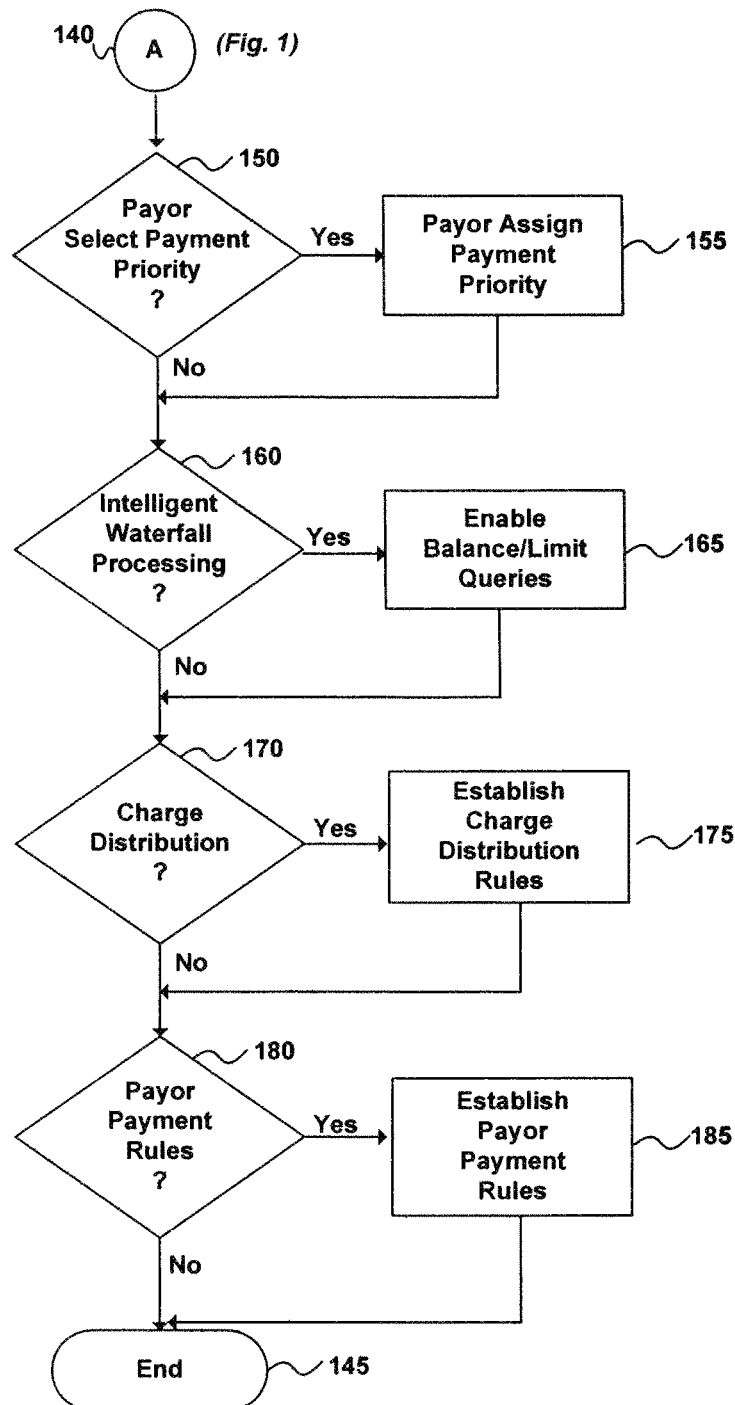 140
A
(Fig. 1)
150
Payor
Select Payment
Priority
?
Yes
Payor Assign
Payment
Priority
155
No
160
Intelligent
Waterfall
Processing
?
Yes
Enable
Balance/Limit
Queries
165
No
170
Charge
Distribution
?
Yes
Establish
Charge
Distribution
Rules
175
No
180
Payor
Payment
Rules
?
Yes
Establish
Payor
Payment
Rules
185
No
End
145